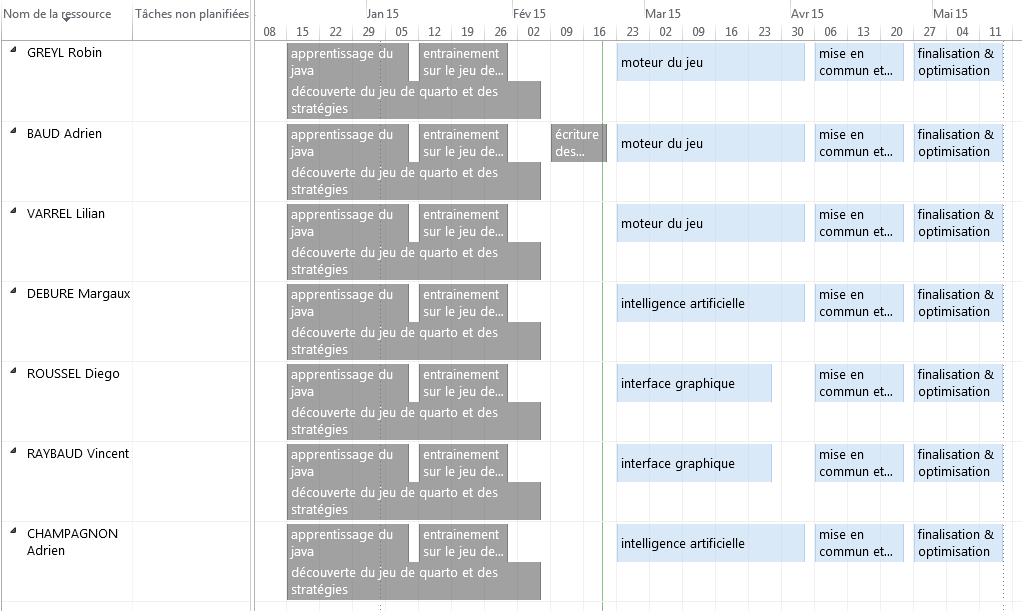 Nom de la ressource
Tâches non planifiées
Jan 15
Fév 15
Mar 15
Avr 15
Mai 15
08 15 22 29 05 12 19 26 02 09 16 23 02 09 16 23 30 06 13 20 27 04 11
GREYL Robin
apprentissage du
java
entrainement
sur le jeu de...
moteur du jeu
mise en
commun et...
finalisation &
optimisation
découverte du jeu de quarto et des
stratégies
BAUD Adrien
apprentissage du
java
entrainement
sur le jeu de...
écriture
des...
moteur du jeu
mise en
commun et...
finalisation &
optimisation
découverte du jeu de quarto et des
stratégies
VARREL Lilian
apprentissage du
java
entrainement
sur le jeu de...
moteur du jeu
mise en
commun et...
finalisation &
optimisation
découverte du jeu de quarto et des
stratégies
DEBURE Margaux
apprentissage du
java
entrainement
sur le jeu de...
intelligence artificielle
mise en
commun et...
finalisation &
optimisation
découverte du jeu de quarto et des
stratégies
ROUSSEL Diego
apprentissage du
java
entrainement
sur le jeu de...
interface graphique
mise en
commun et...
finalisation &
optimisation
découverte du jeu de quarto et des
stratégies
RAYBAUD Vincent
apprentissage du
java
entrainement
sur le jeu de...
interface graphique
mise en
commun et...
finalisation &
optimisation
découverte du jeu de quarto et des
stratégies
CHAMPAGNON
Adrien
apprentissage du
java
entrainement
sur le jeu de...
intelligence artificielle
mise en
commun et...
finalisation &
optimisation
découverte du jeu de quarto et des
stratégies